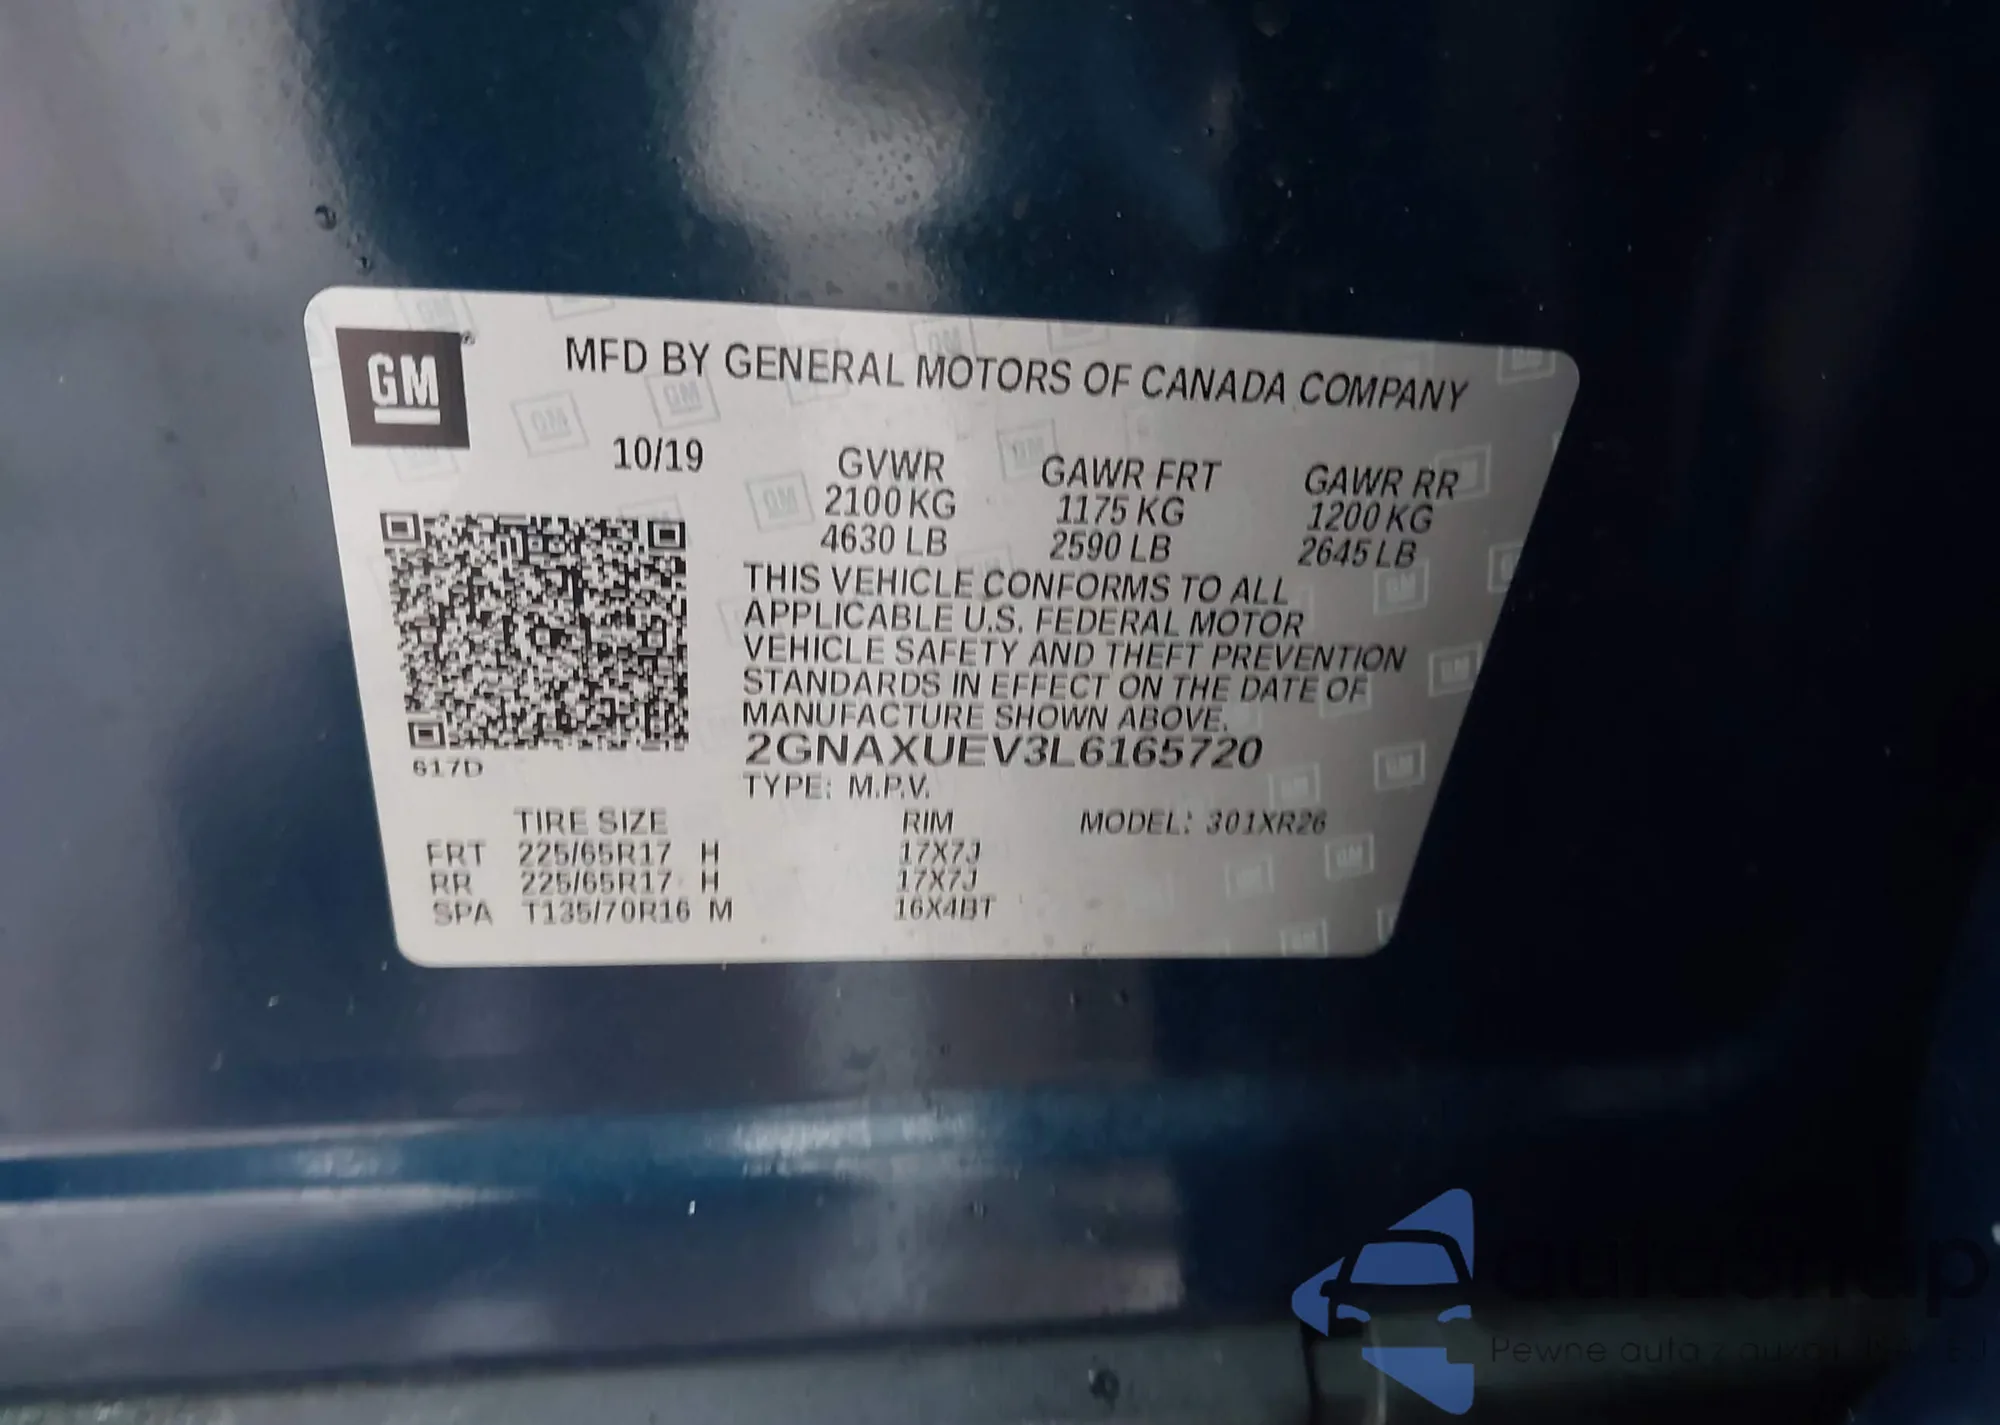 GM
MFD BY GENERAL MOTORS OF CANADA COMPANY
10/19
GVWR GAWR FRT GAWR RR
2100 KG 1175 KG 1200 KG
4630 LB 2590 LB 2645 LB
THIS VEHICLE CONFORMS TO ALL
APPLICABLE U.S. FEDERAL MOTOR
VEHICLE SAFETY AND THEFT PREVENTION
STANDARDS IN EFFECT ON THE DATE OF
MANUFACTURE SHOWN ABOVE.
2GNAXUEV3L6165720
617D
TYPE: M.P.V.
TIRE SIZE RIM MODEL: 301XR26
FRT 225/65R17 H 17X7J
RR 225/65R17 H 17X7J
SPA T135/70R16 M 16X4BT
Pewne auto z